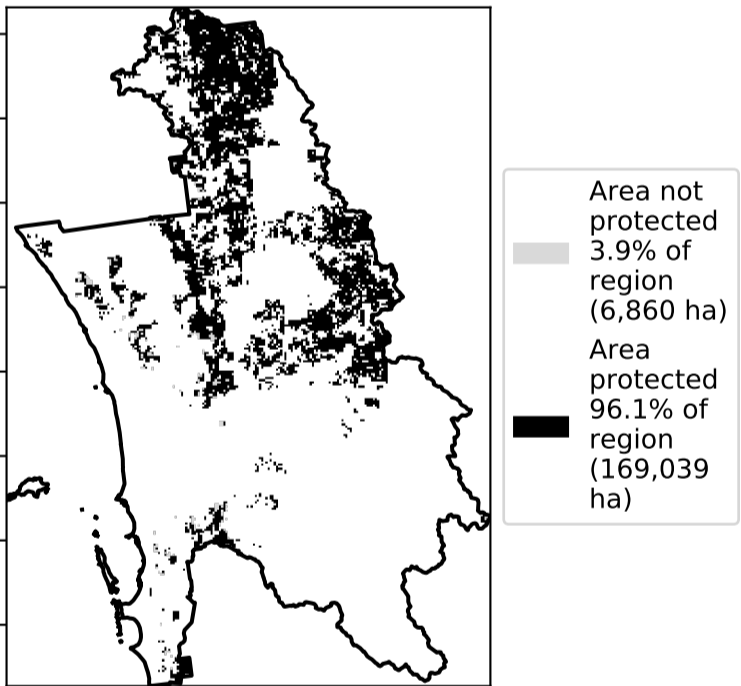 Area not
protected
3.9% of
region
(6,860 ha)
Area
protected
96.1% of
region
(169,039
ha)